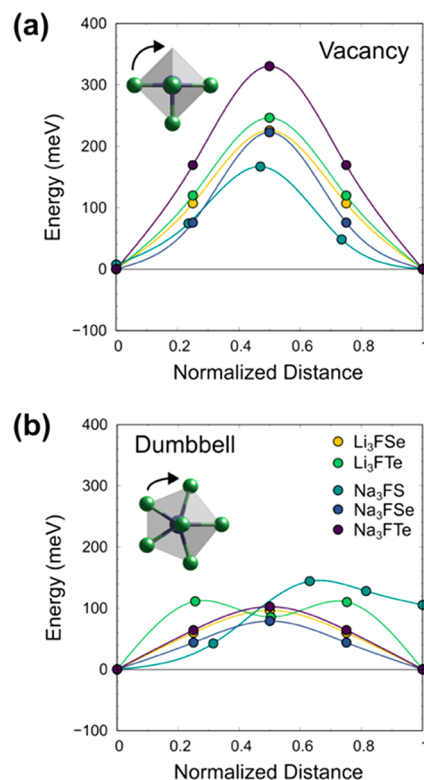 (a)
Vacancy
400
300
200
100
0
−100
Energy (meV)
0 0.2 0.4 0.6 0.8 1
Normalized Distance
(b)
Dumbbell
Li₃FSe
Li₃FTe
Na₃FS
Na₃FSe
Na₃FTe
400
300
200
100
0
−100
Energy (meV)
0 0.2 0.4 0.6 0.8 1
Normalized Distance